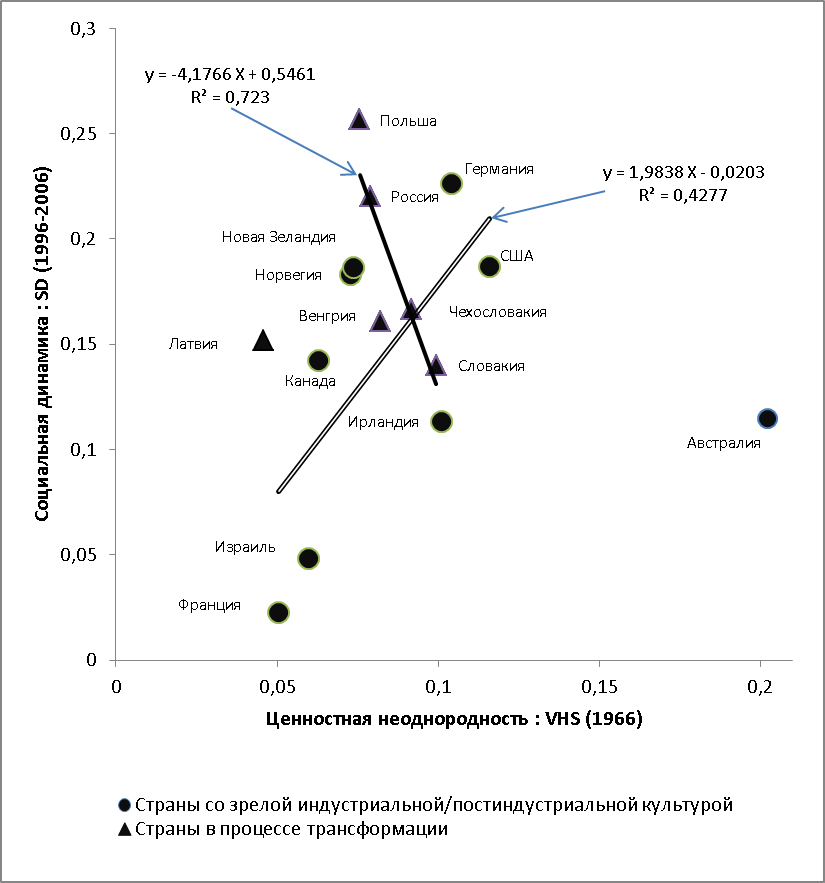 0,3
y = -4,1766 X + 0,5461
R² = 0,723
Польша
0,25
Германия
y = 1,9838 X - 0,0203
R² = 0,4277
Россия
Новая Зеландия
0,2
США
Норвегия
Венгрия
Чехословакия
Латвия
0,15
Словакия
Канада
Ирландия
Австралия
0,1
Израиль
0,05
Франция
0
Социальная динамика : SD (1996-2006)
0
0,05
0,1
0,15
0,2
Ценностная неоднородность : VHS (1966)
Страны со зрелой индустриальной/постиндустриальной культурой
Страны в процессе трансформации